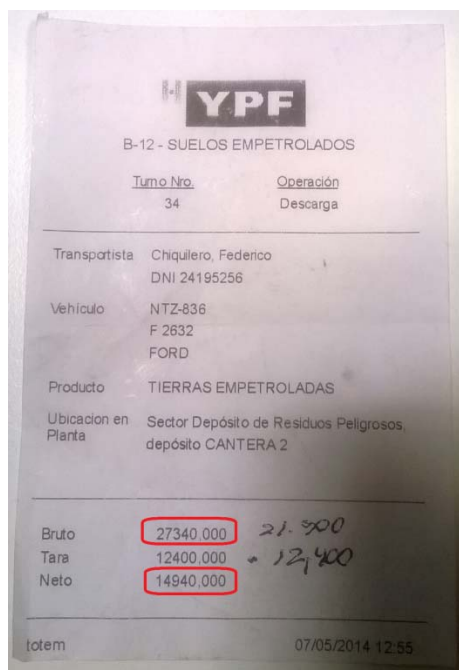 YPF
B-12 - SUELOS EMPETROLADOS
Turno Nro. Operación
34 Descarga
Transportista Chiquilero, Federico
DNI 24195256
Vehículo NTZ-836
F 2632
FORD
Producto TIERRAS EMPETROLADAS
Ubicacion en Sector Depósito de Residuos Peligrosos,
Planta depósito CANTERA 2
Bruto 27340,000 21.900
Tara 12400,000 - 12,400
Neto 14940,000
totem 07/05/2014 12:55